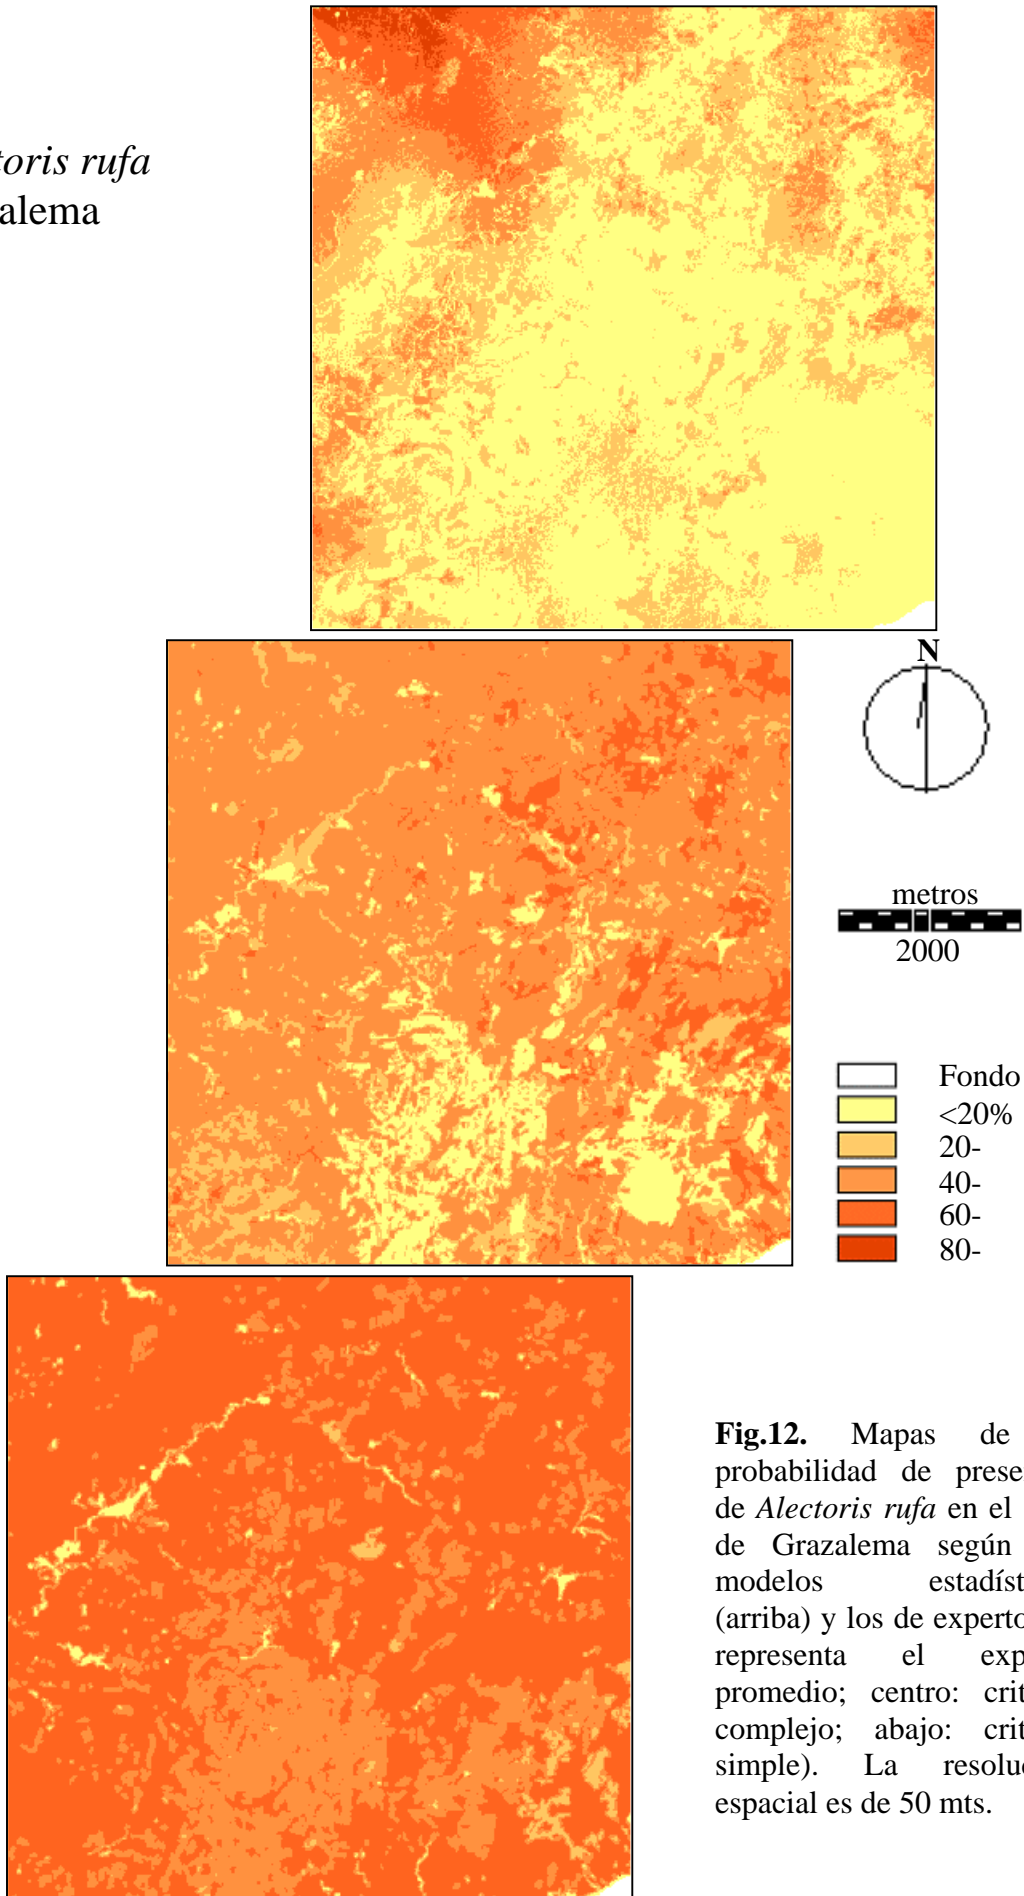 toris rufa
alema
N
metros
2000
Fondo
<20%
20-
40-
60-
80-
Fig.12. Mapas de
probabilidad de prese
de Alectoris rufa en el
de Grazalema según
modelos estadíst
(arriba) y los de experto
representa el exp
promedio; centro: crit
complejo; abajo: crit
simple). La resoluc
espacial es de 50 mts.